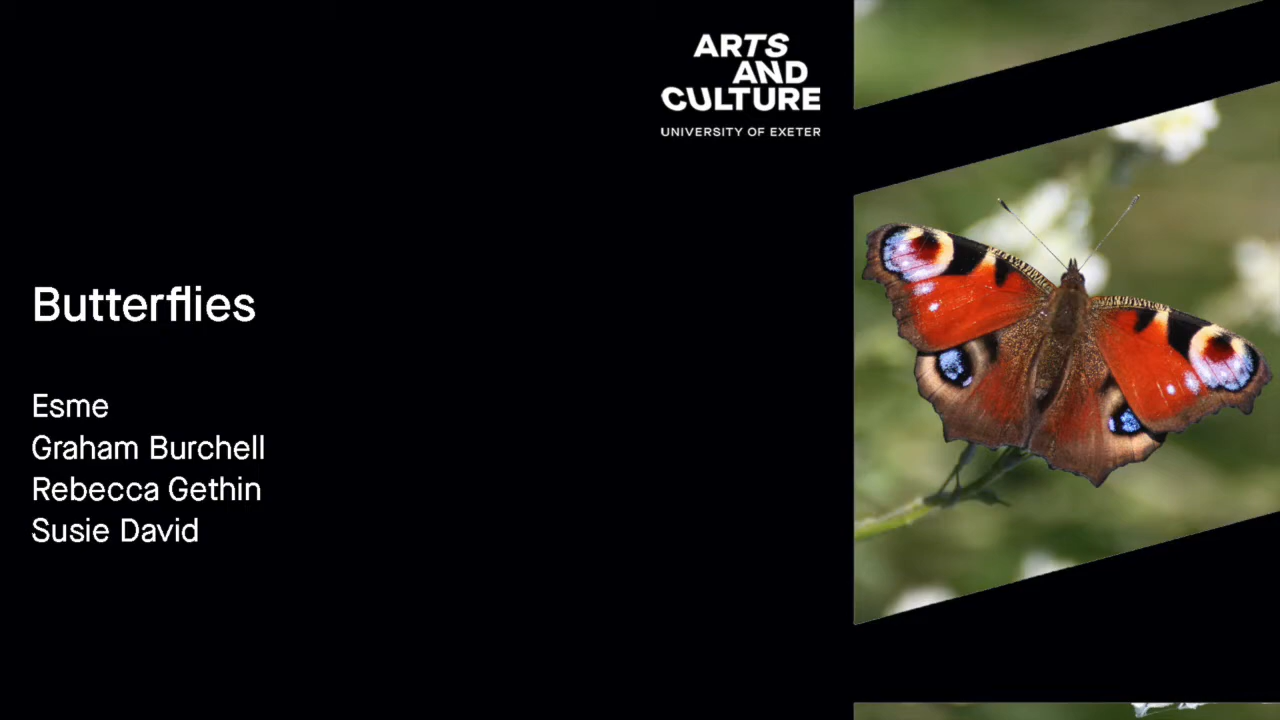 ARTS
AND
CULTURE
UNIVERSITY OF EXETER
Butterflies
Esme
Graham Burchell
Rebecca Gethin
Susie David